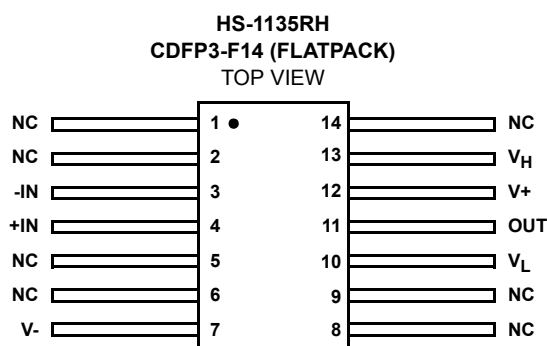 HS-1135RH
CDFP3-F14 (FLATPACK)
TOP VIEW
NC 1 14 NC
NC 2 13 VH
-IN 3 12 V+
+IN 4 11 OUT
NC 5 10 VL
NC 6 9 NC
V- 7 8 NC